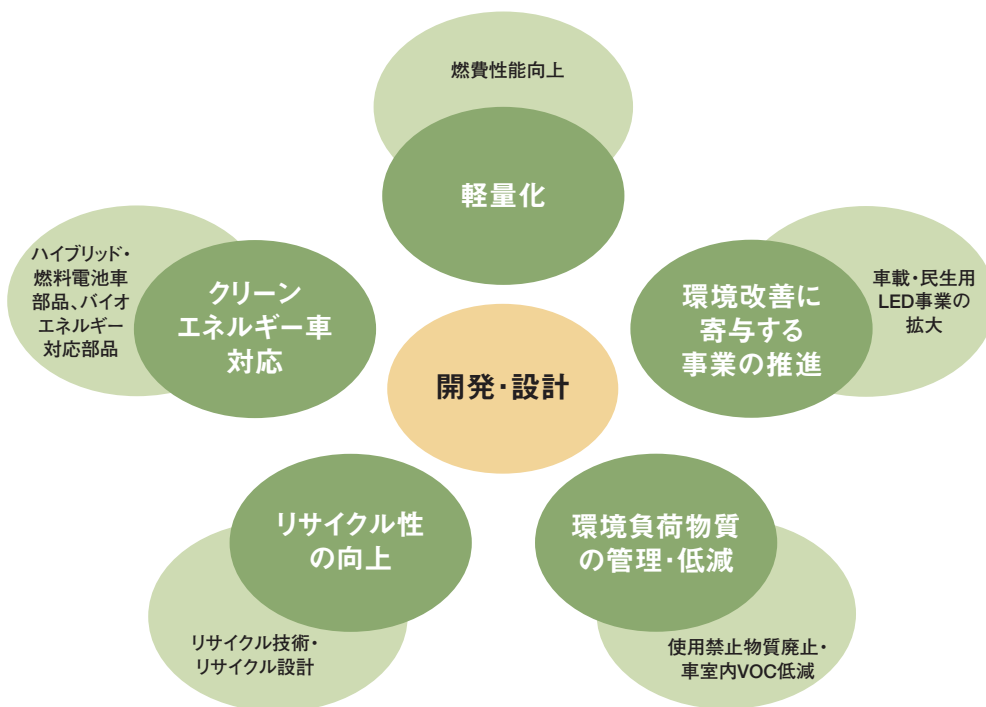 燃費性能向上
軽量化
ハイブリッド・
燃料電池車
部品、バイオ
エネルギー
対応部品
クリーン
エネルギー車
対応
環境改善に
寄与する
事業の推進
車載・民生用
LED事業の
拡大
開発・設計
リサイクル性
の向上
リサイクル技術・
リサイクル設計
環境負荷物質
の管理・低減
使用禁止物質廃止・
車室内VOC低減